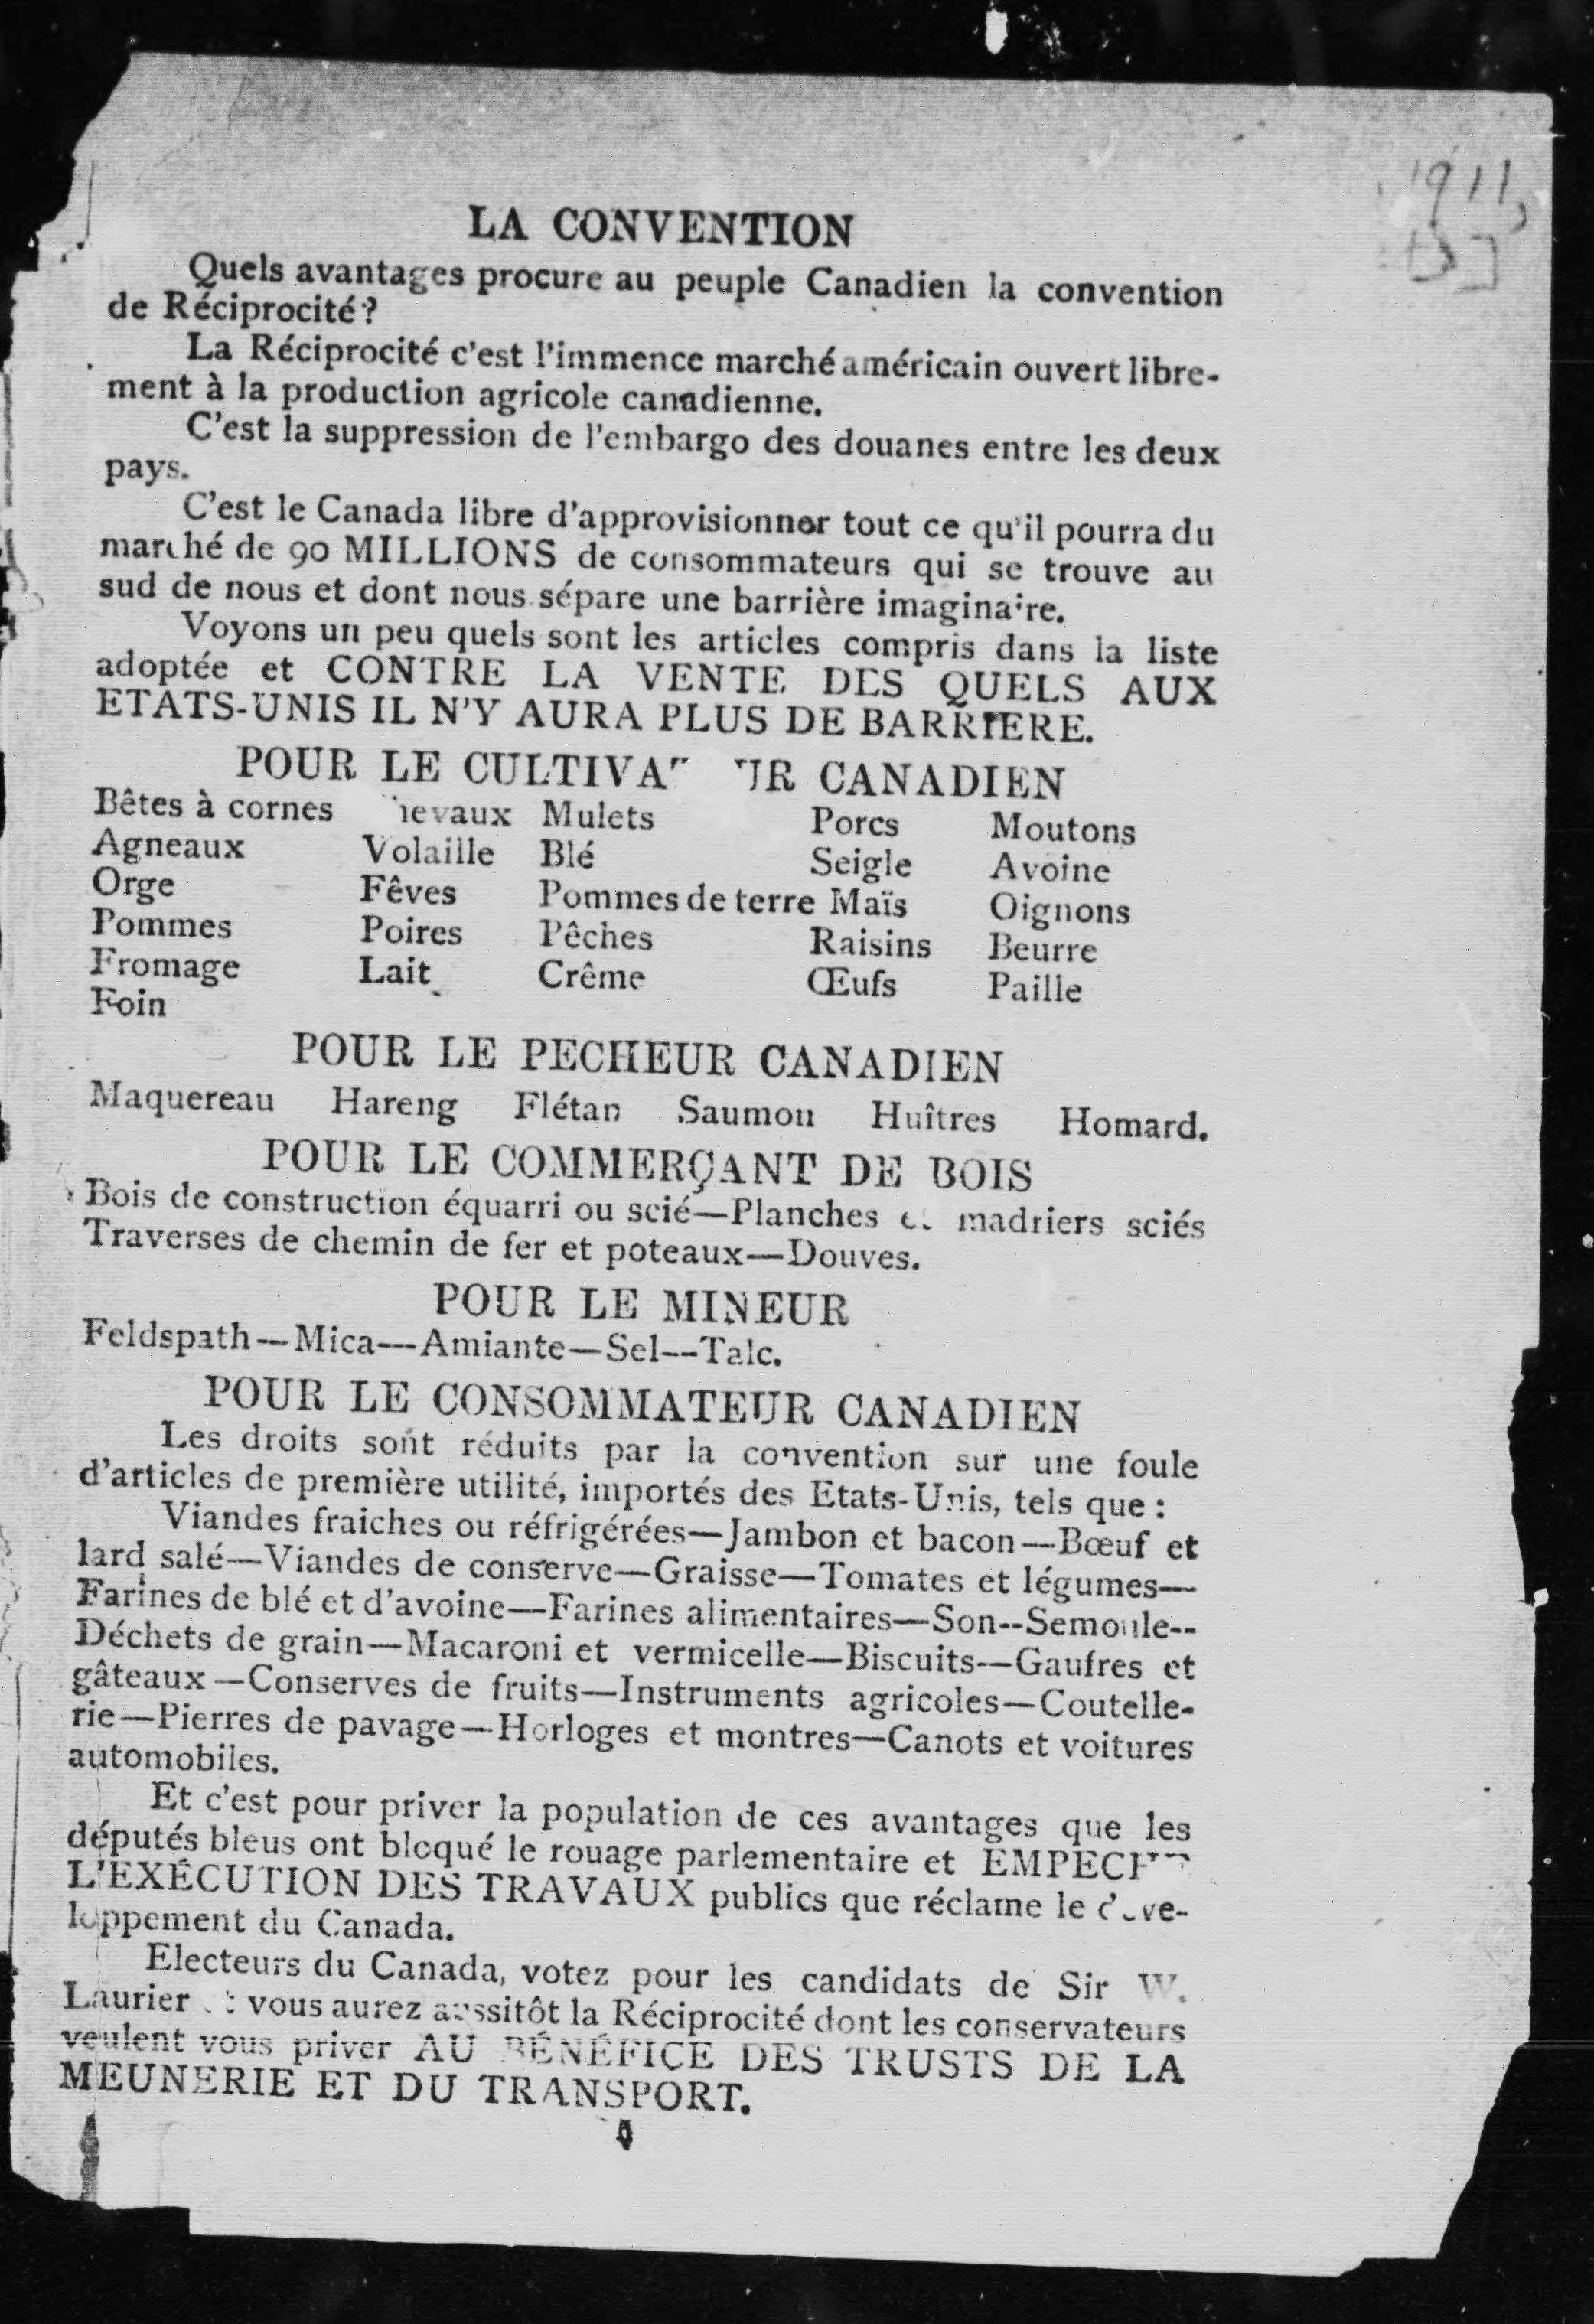 1911,
LA CONVENTION
Quels avantages procure au peuple Canadien la convention
de Réciprocité?
La Réciprocité c'est l'immence marché américain ouvert libre-
ment à la production agricole canadienne.
C'est la suppression de l'embargo des douanes entre les deux
pays.
C'est le Canada libre d'approvisionner tout ce qu'il pourra du
marché de 90 MILLIONS de consommateurs qui se trouve au
sud de nous et dont nous sépare une barrière imaginaire.
Voyons un peu quels sont les articles compris dans la liste
adoptée et CONTRE LA VENTE DES QUELS AUX
ETATS-UNIS IL N'Y AURA PLUS DE BARRIERE.
POUR LE CULTIVATEUR CANADIEN
Bêtes à cornes Chevaux Mulets Porcs Moutons
Agneaux Volaille Blé Seigle Avoine
Orge Fêves Pommes de terre Maïs Oignons
Pommes Poires Pêches Raisins Beurre
Fromage Lait Crême Œufs Paille
Foin
POUR LE PECHEUR CANADIEN
Maquereau Hareng Flétan Saumon Huîtres Homard.
POUR LE COMMERÇANT DE BOIS
Bois de construction équarri ou scié—Planches et madriers sciés
Traverses de chemin de fer et poteaux—Douves.
POUR LE MINEUR
Feldspath—Mica—Amiante—Sel--Talc.
POUR LE CONSOMMATEUR CANADIEN
Les droits sont réduits par la convention sur une foule
d'articles de première utilité, importés des Etats-Unis, tels que :
Viandes fraiches ou réfrigérées—Jambon et bacon—Bœuf et
lard salé—Viandes de conserve—Graisse—Tomates et légumes—
Farines de blé et d'avoine—Farines alimentaires—Son--Semoule--
Déchets de grain—Macaroni et vermicelle—Biscuits—Gaufres et
gâteaux—Conserves de fruits—Instruments agricoles—Coutelle-
rie—Pierres de pavage—Horloges et montres—Canots et voitures
automobiles.
Et c'est pour priver la population de ces avantages que les
députés bleus ont bloqué le rouage parlementaire et EMPECHE
L'EXÉCUTION DES TRAVAUX publics que réclame le deve-
loppement du Canada.
Electeurs du Canada, votez pour les candidats de Sir W.
Laurier et vous aurez aussitôt la Réciprocité dont les conservateurs
veulent vous priver AU BÉNÉFICE DES TRUSTS DE LA
MEUNERIE ET DU TRANSPORT.